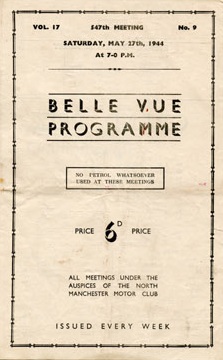 VOL. 17 547th MEETING No. 9
SATURDAY, MAY 27th, 1944
At 7-0 P.M.
BELLE VUE
PROGRAMME
NO PETROL WHATSOEVER
USED AT THESE MEETINGS
PRICE 6D PRICE
ALL MEETINGS UNDER THE
AUSPICES OF THE NORTH
MANCHESTER MOTOR CLUB
ISSUED EVERY WEEK